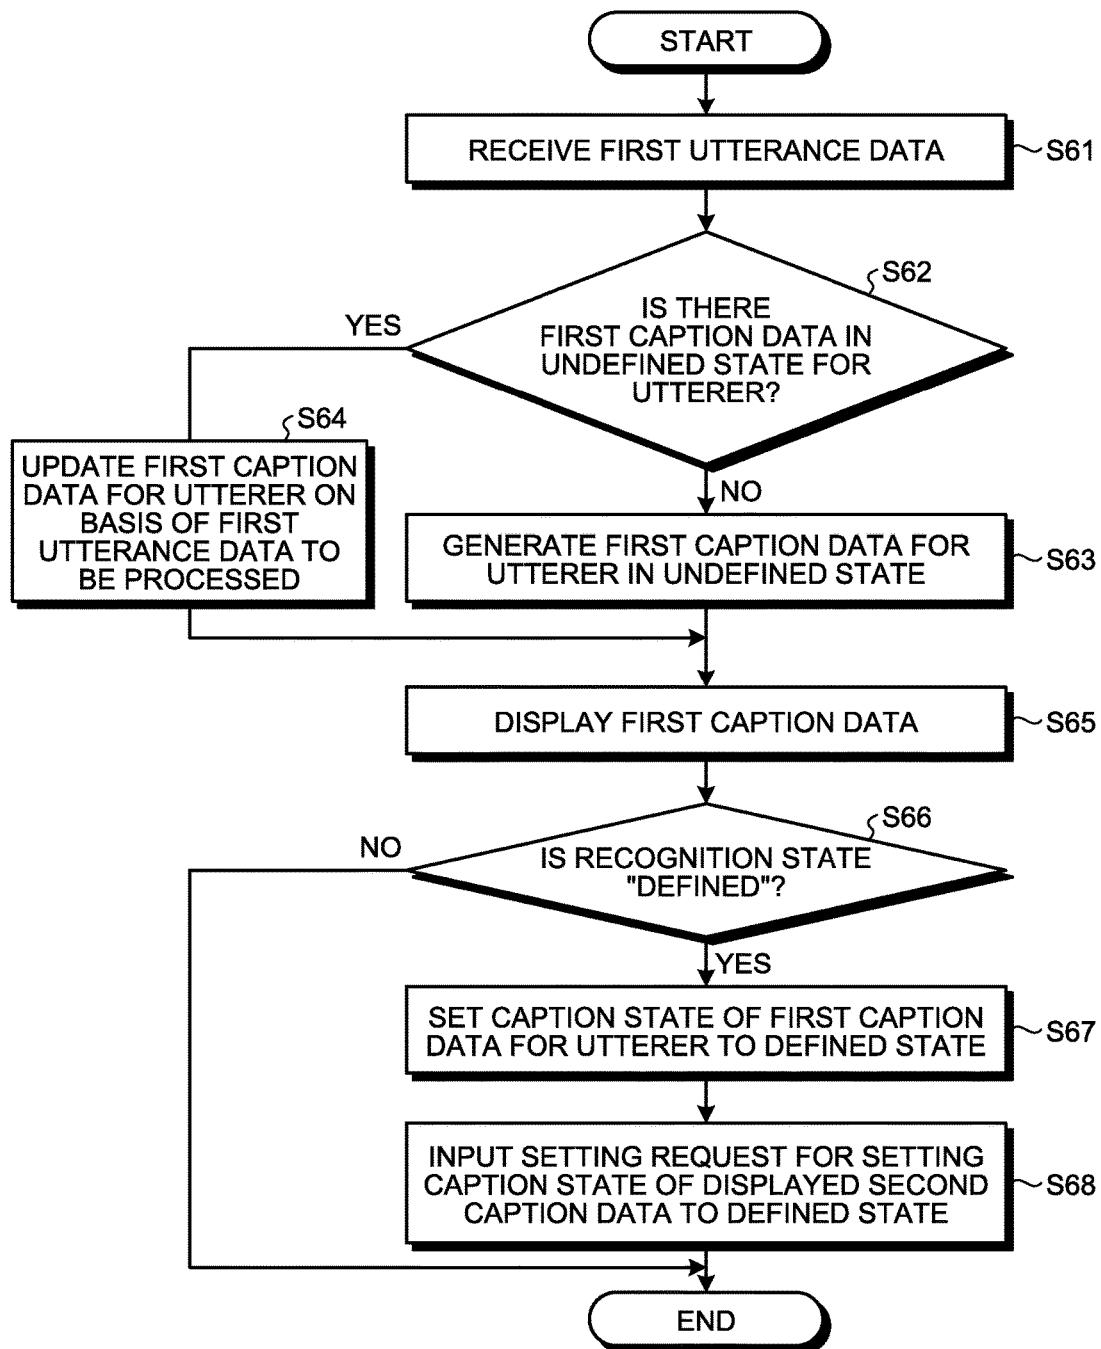 START
RECEIVE FIRST UTTERANCE DATA
S61
S62
IS THERE
FIRST CAPTION DATA IN
UNDEFINED STATE FOR
UTTERER?
YES
NO
S64
UPDATE FIRST CAPTION
DATA FOR UTTERER ON
BASIS OF FIRST
UTTERANCE DATA TO
BE PROCESSED
GENERATE FIRST CAPTION DATA FOR
UTTERER IN UNDEFINED STATE
S63
DISPLAY FIRST CAPTION DATA
S65
S66
IS RECOGNITION STATE
"DEFINED"?
NO
YES
SET CAPTION STATE OF FIRST CAPTION
DATA FOR UTTERER TO DEFINED STATE
S67
INPUT SETTING REQUEST FOR SETTING
CAPTION STATE OF DISPLAYED SECOND
CAPTION DATA TO DEFINED STATE
S68
END